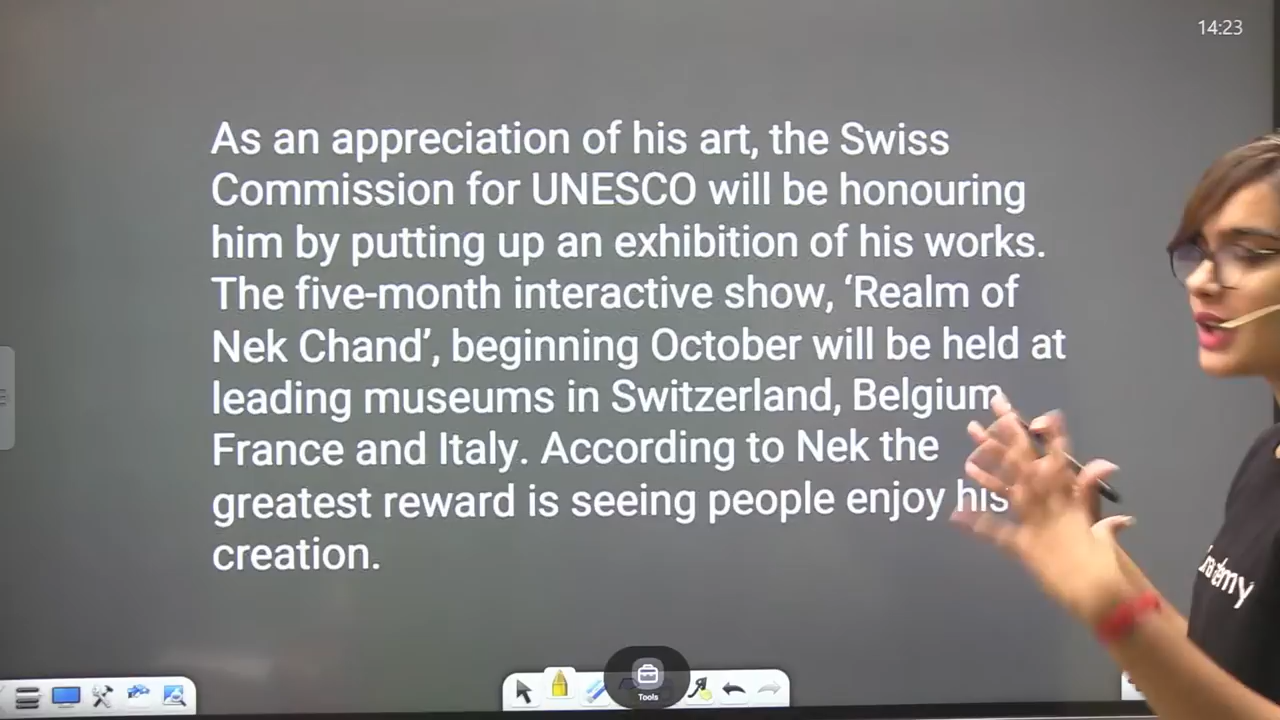 14:23
As an appreciation of his art, the Swiss
Commission for UNESCO will be honouring
him by putting up an exhibition of his works.
The five-month interactive show, ‘Realm of
Nek Chand’, beginning October will be held at
leading museums in Switzerland, Belgium
France and Italy. According to Nek the
greatest reward is seeing people enjoy his
creation.
Tools